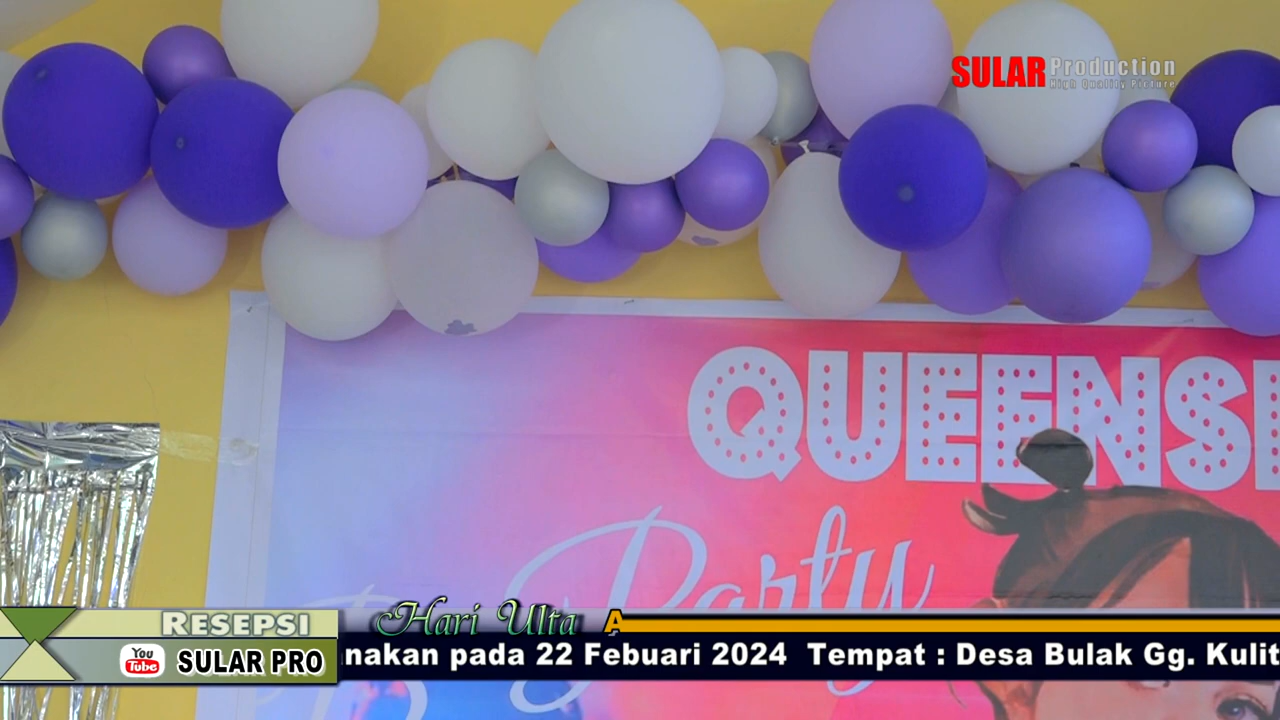 SULAR Production
High Quality Picture
QUEENS
Party
RESEPSI
Hari Ulta A
You Tube SULAR PRO
nakan pada 22 Febuari 2024 Tempat : Desa Bulak Gg. Kulit